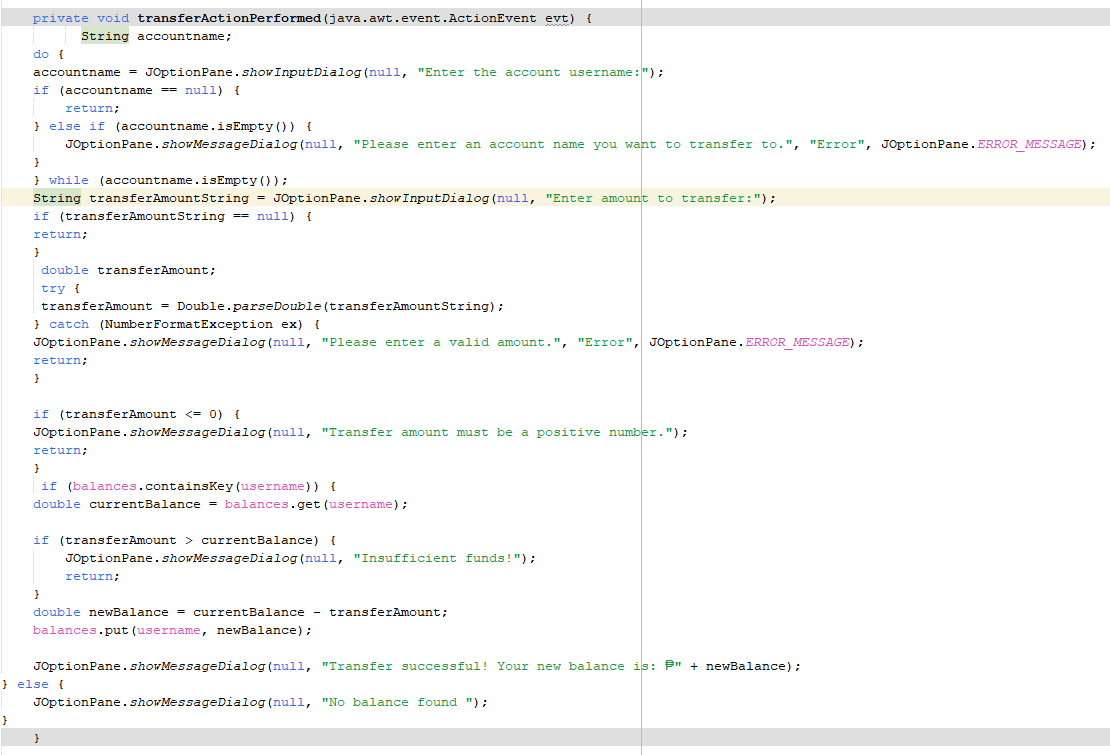 private void transferActionPerformed(java.awt.event.ActionEvent evt) {
String accountname;
do {
accountname = JOptionPane.showInputDialog(null, "Enter the account username:");
if (accountname == null) {
return;
} else if (accountname.isEmpty()) {
JOptionPane.showMessageDialog(null, "Please enter an account name you want to transfer to.", "Error", JOptionPane.ERROR_MESSAGE);
}
} while (accountname.isEmpty());
String transferAmountString = JOptionPane.showInputDialog(null, "Enter amount to transfer:");
if (transferAmountString == null) {
return;
}
double transferAmount;
try {
transferAmount = Double.parseDouble(transferAmountString);
} catch (NumberFormatException ex) {
JOptionPane.showMessageDialog(null, "Please enter a valid amount.", "Error", JOptionPane.ERROR_MESSAGE);
return;
}
if (transferAmount <= 0) {
JOptionPane.showMessageDialog(null, "Transfer amount must be a positive number.");
return;
}
if (balances.containsKey(username)) {
double currentBalance = balances.get(username);
if (transferAmount > currentBalance) {
JOptionPane.showMessageDialog(null, "Insufficient funds!");
return;
}
double newBalance = currentBalance - transferAmount;
balances.put(username, newBalance);
JOptionPane.showMessageDialog(null, "Transfer successful! Your new balance is: ₱" + newBalance);
} else {
JOptionPane.showMessageDialog(null, "No balance found ");
}
}